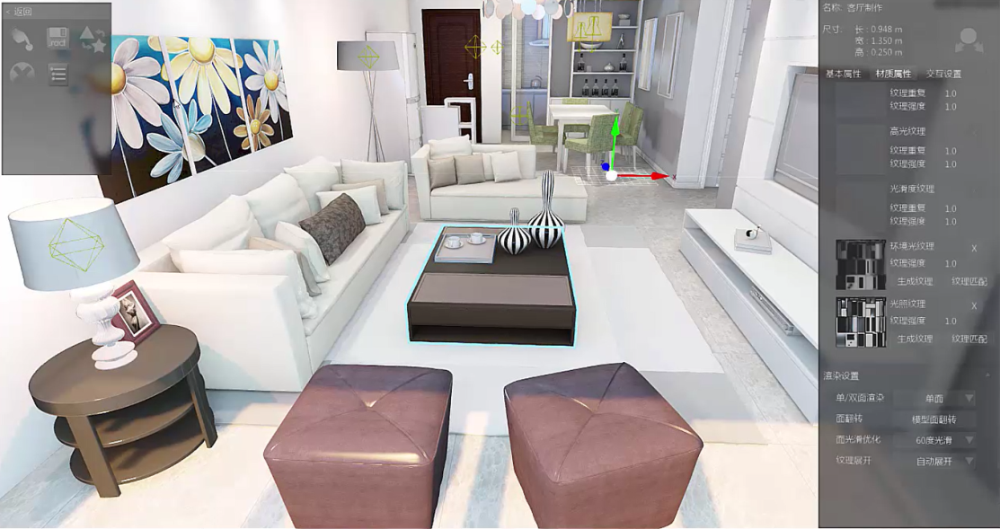 < 返回
rad
名称: 客厅制作
尺寸: 长: 0.948 m
宽: 1.350 m
高: 0.250 m
基本属性 材质属性 交互设置
纹理重复 1.0
纹理强度 1.0
高光纹理
纹理重复 1.0
纹理强度 1.0
光滑度纹理
纹理重复 1.0
纹理强度 1.0
环境光纹理 X
纹理强度 1.0
生成纹理 纹理匹配
光照纹理 X
纹理强度 1.0
生成纹理 纹理匹配
渲染设置
单/双面渲染 单面
面翻转 模型面翻转
面光滑优化 60度光滑
纹理展开 自动展开